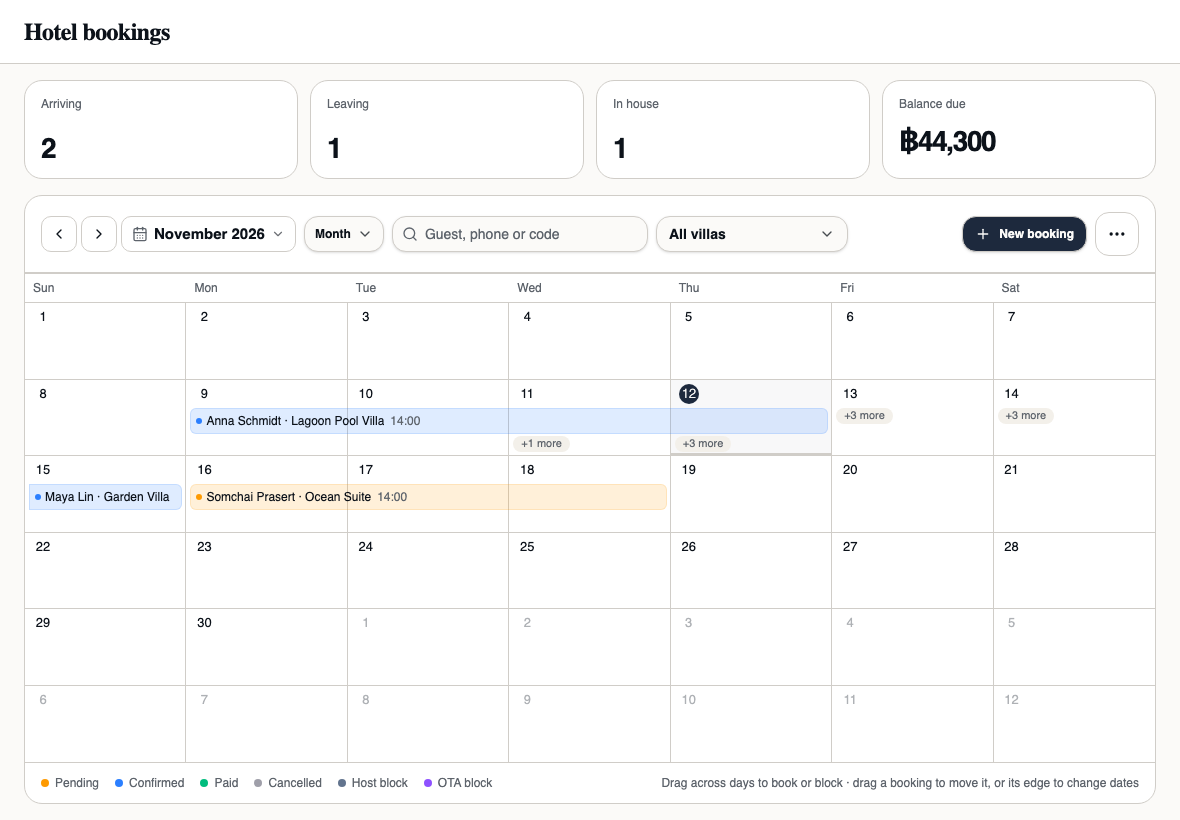 Hotel bookings
Arriving
2
Leaving
1
In house
1
Balance due
฿44,300
November 2026
Month
Guest, phone or code
All villas
New booking
Sun Mon Tue Wed Thu Fri Sat
1 2 3 4 5 6 7
8 9 10 11 12 13 14
Anna Schmidt · Lagoon Pool Villa 14:00
+1 more +3 more +3 more +3 more
15 16 17 18 19 20 21
Maya Lin · Garden Villa
Somchai Prasert · Ocean Suite 14:00
22 23 24 25 26 27 28
29 30 1 2 3 4 5
6 7 8 9 10 11 12
Pending Confirmed Paid Cancelled Host block OTA block
Drag across days to book or block · drag a booking to move it, or its edge to change dates